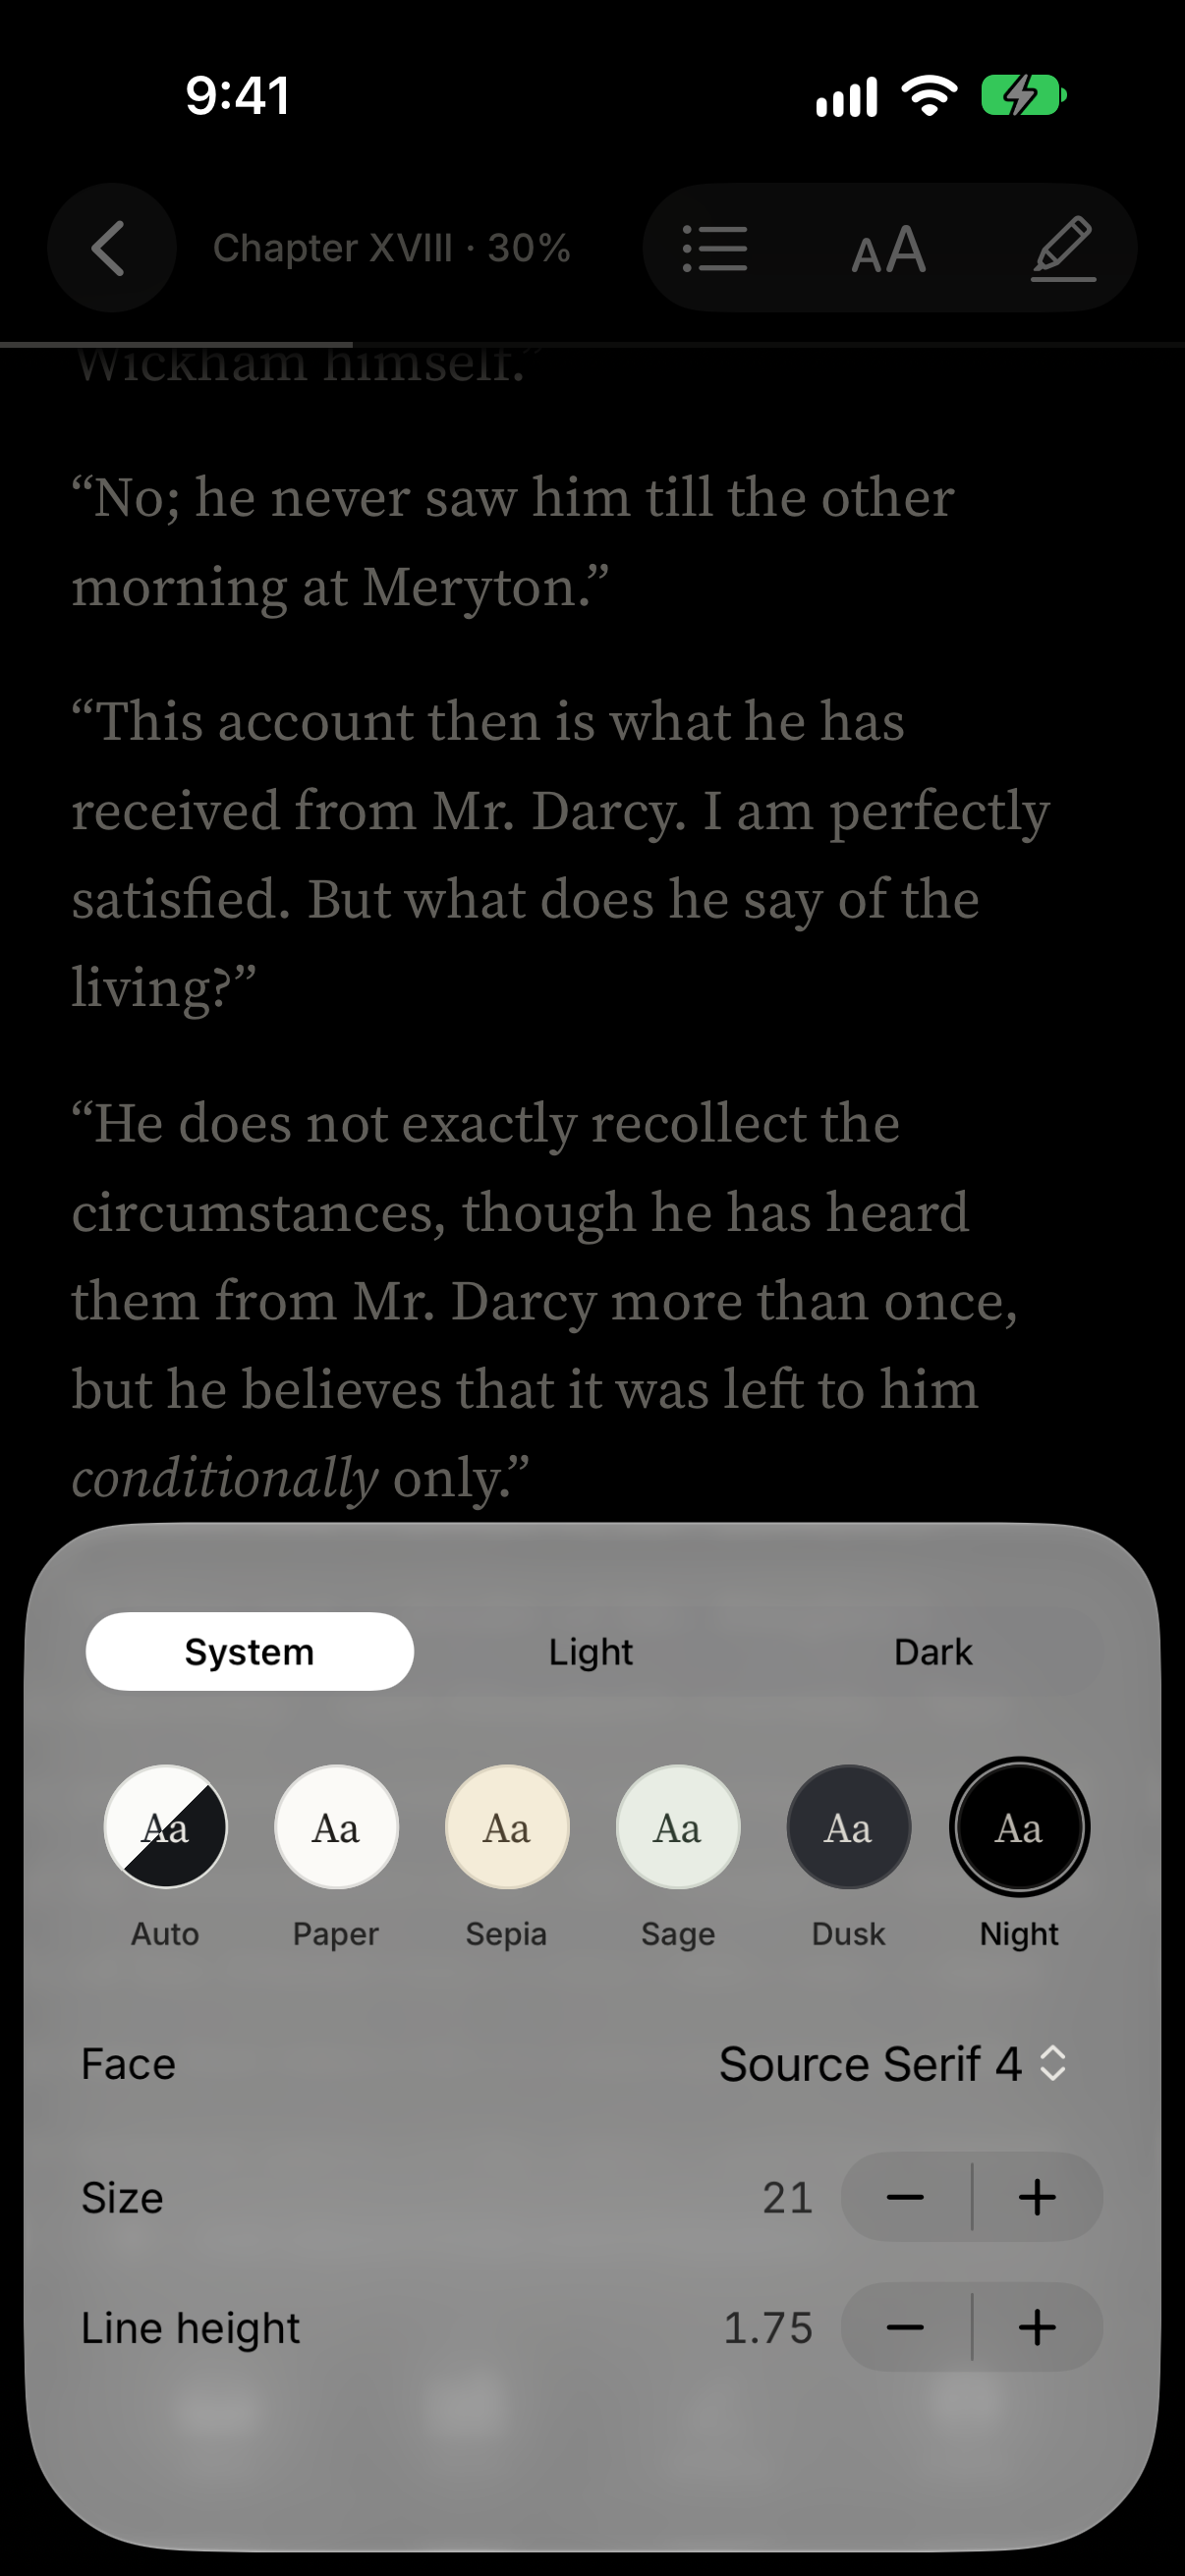 9:41
Chapter XVIII · 30%
AA
Wickham himself.”
“No; he never saw him till the other
morning at Meryton.”
“This account then is what he has
received from Mr. Darcy. I am perfectly
satisfied. But what does he say of the
living?”
“He does not exactly recollect the
circumstances, though he has heard
them from Mr. Darcy more than once,
but he believes that it was left to him
conditionally only.”
System Light Dark
Aa Aa Aa Aa Aa Aa
Auto Paper Sepia Sage Dusk Night
Face Source Serif 4
Size 21
Line height 1.75